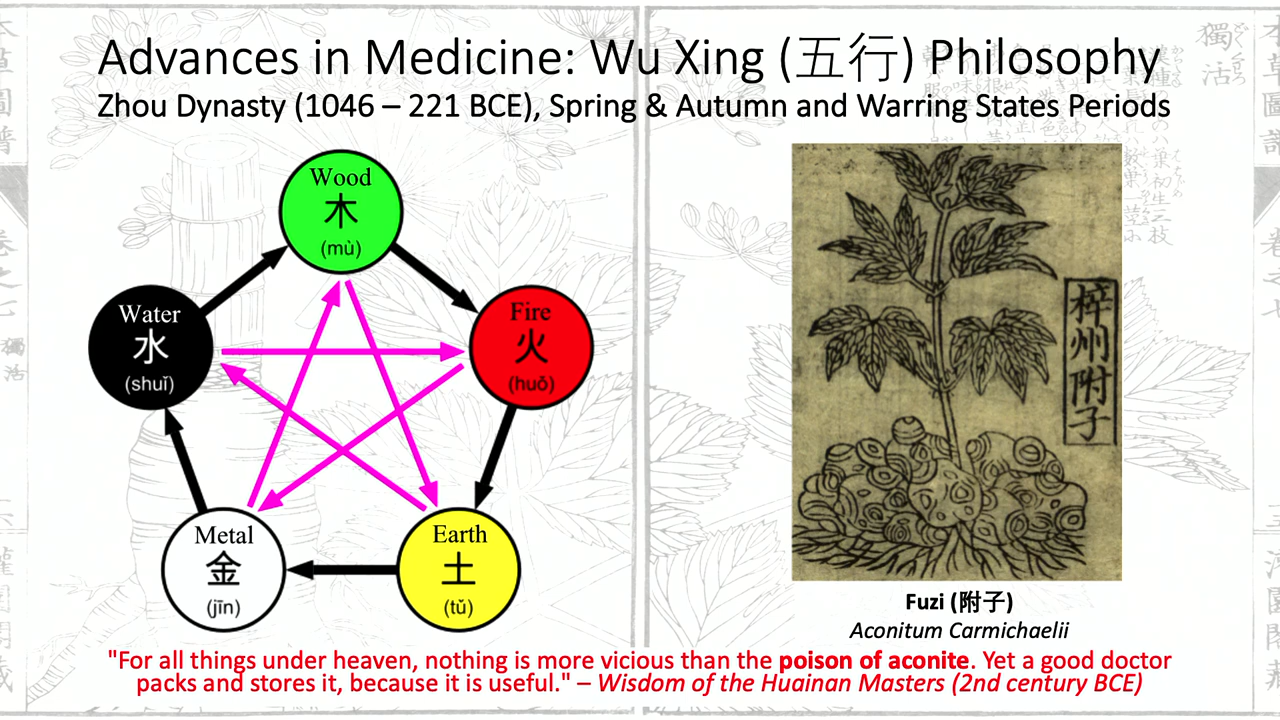 Advances in Medicine: Wu Xing (五行) Philosophy
Zhou Dynasty (1046 – 221 BCE), Spring & Autumn and Warring States Periods
Wood
木
(mù)
Water
水
(shuǐ)
Fire
火
(huǒ)
Metal
金
(jīn)
Earth
土
(tǔ)
梓州附子
Fuzi (附子)
Aconitum Carmichaelii
"For all things under heaven, nothing is more vicious than the poison of aconite. Yet a good doctor
packs and stores it, because it is useful." – Wisdom of the Huainan Masters (2nd century BCE)
獨活